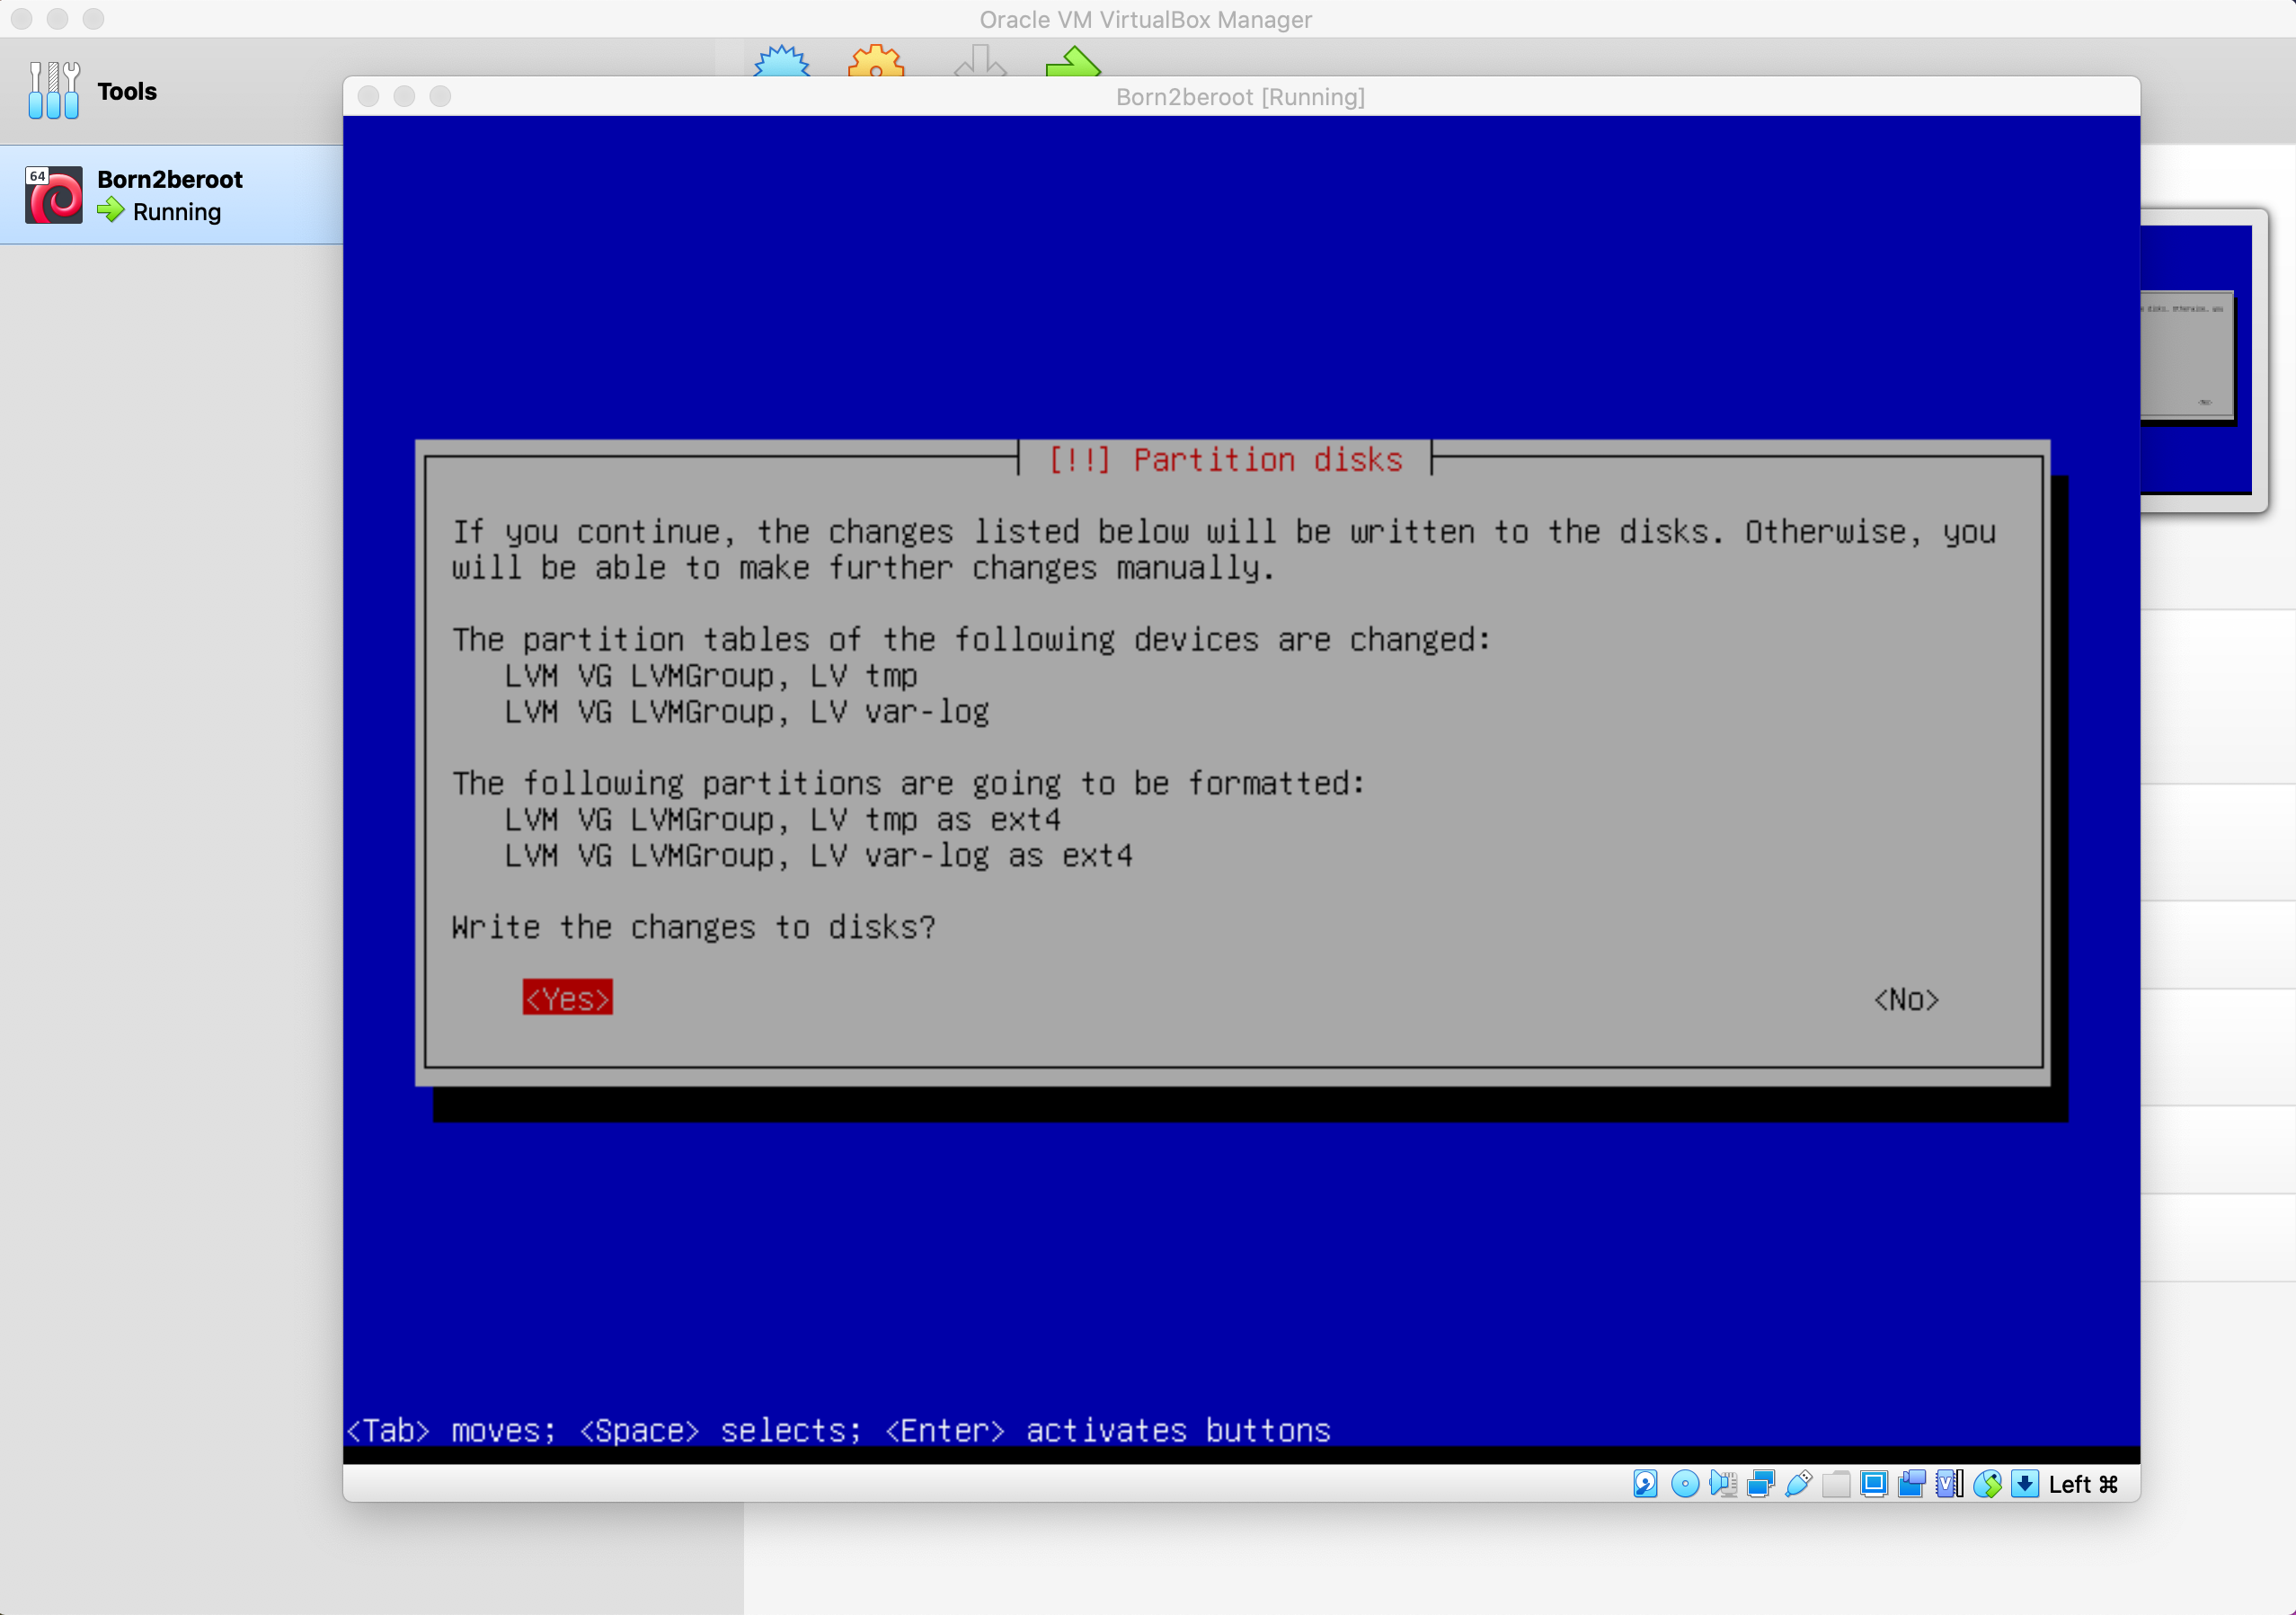 Oracle VM VirtualBox Manager
Tools
Born2beroot [Running]
64
Born2beroot
Running
[!!] Partition disks
If you continue, the changes listed below will be written to the disks. Otherwise, you
will be able to make further changes manually.
The partition tables of the following devices are changed:
LVM VG LVMGroup, LV tmp
LVM VG LVMGroup, LV var-log
The following partitions are going to be formatted:
LVM VG LVMGroup, LV tmp as ext4
LVM VG LVMGroup, LV var-log as ext4
Write the changes to disks?
<Yes> <No>
<Tab> moves; <Space> selects; <Enter> activates buttons
Left ⌘